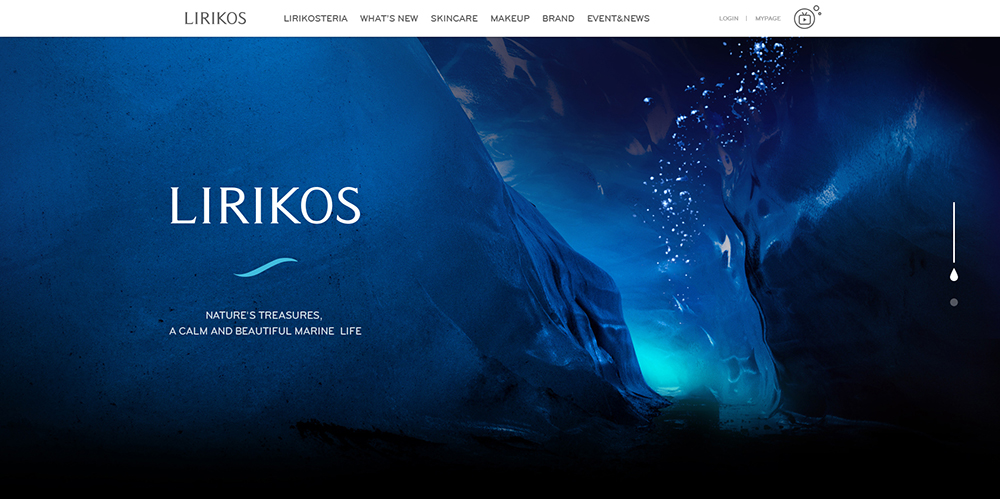 LIRIKOS
LIRIKOSTERIA WHAT'S NEW SKINCARE MAKEUP BRAND EVENT&NEWS
LOGIN | MYPAGE
LIRIKOS
NATURE'S TREASURES,
A CALM AND BEAUTIFUL MARINE LIFE